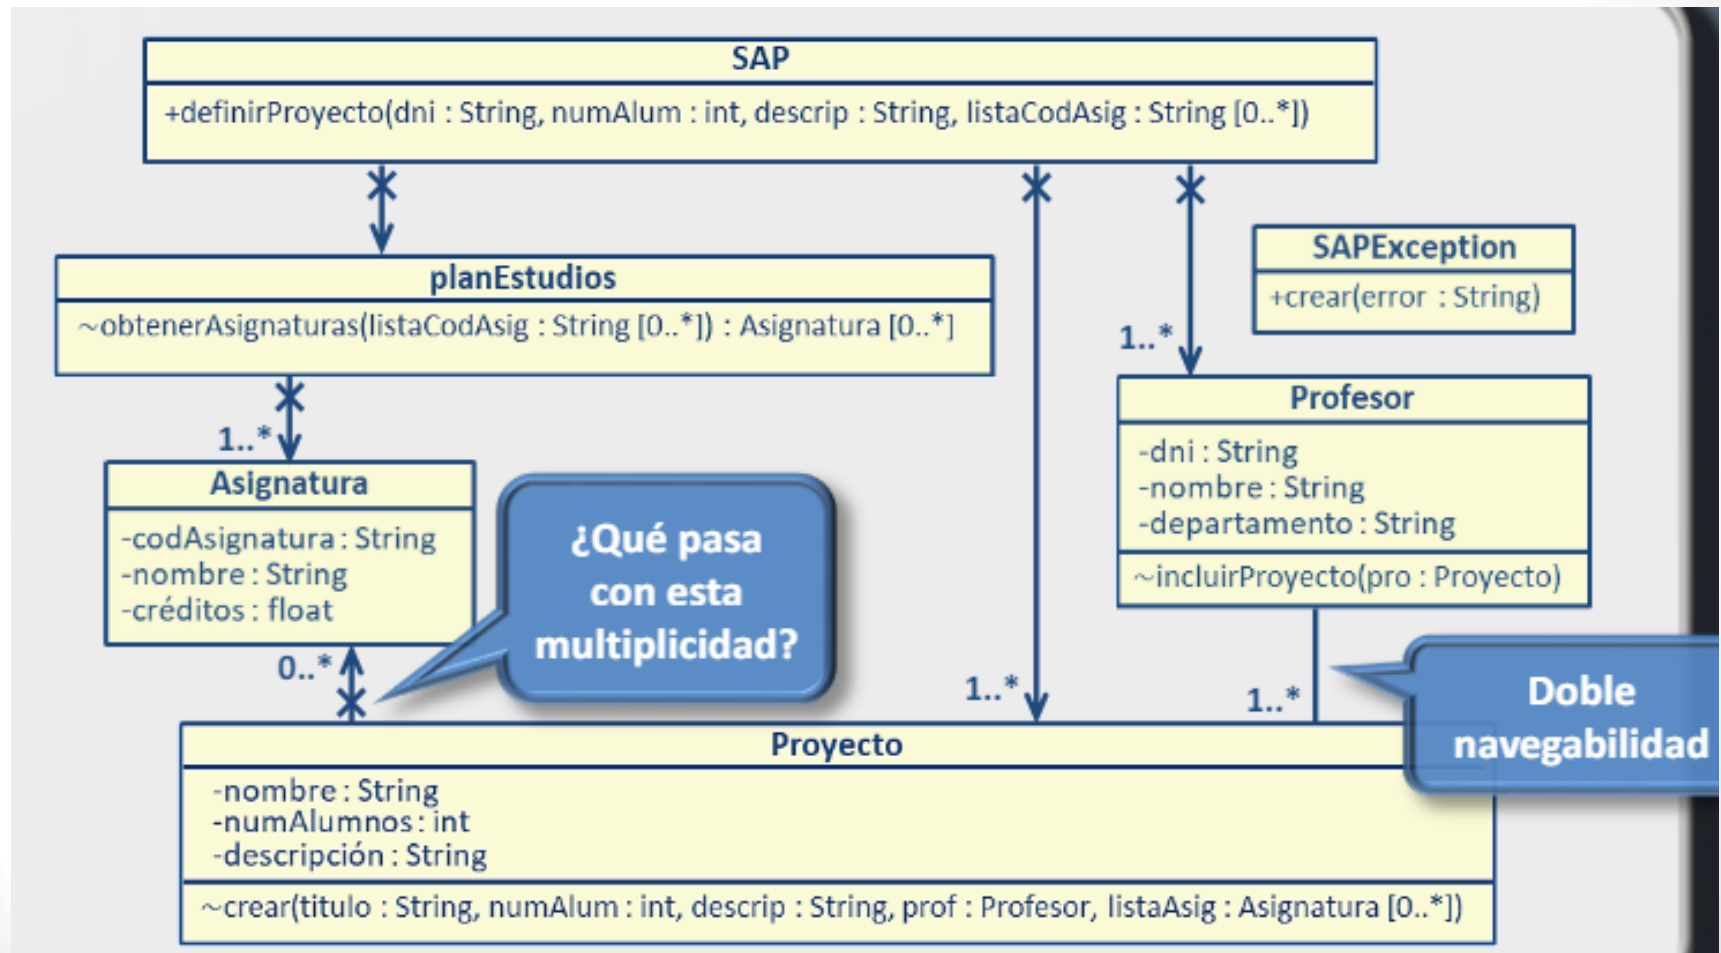 SAP
+definirProyecto(dni : String, numAlum : int, descrip : String, listaCodAsig : String [0..*])
planEstudios
~obtenerAsignaturas(listaCodAsig : String [0..*]) : Asignatura [0..*]
SAPException
+crear(error : String)
1..*
Profesor
-dni : String
-nombre : String
-departamento : String
~incluirProyecto(pro : Proyecto)
1..*
Asignatura
-codAsignatura : String
-nombre : String
-créditos : float
¿Qué pasa
con esta
multiplicidad?
0..*
1..*
1..*
Doble
navegabilidad
Proyecto
-nombre : String
-numAlumnos : int
-descripción : String
~crear(titulo : String, numAlum : int, descrip : String, prof : Profesor, listaAsig : Asignatura [0..*])